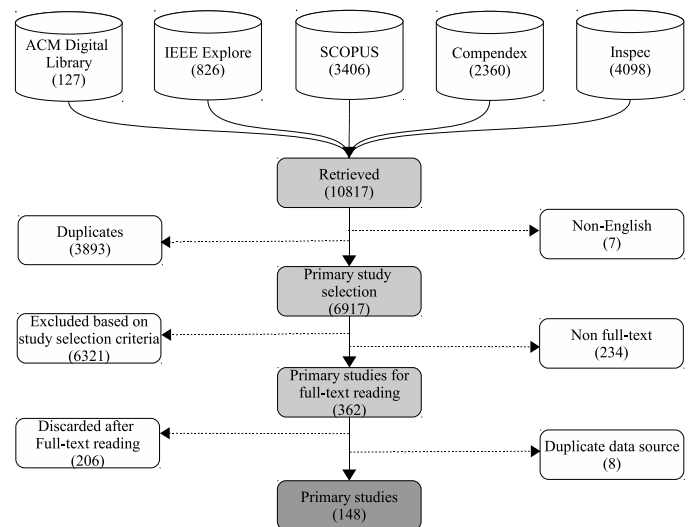 ACM Digital
Library
(127)
IEEE Explore
(826)
SCOPUS
(3406)
Compendex
(2360)
Inspec
(4098)
Retrieved
(10817)
Duplicates
(3893)
Non-English
(7)
Primary study
selection
(6917)
Excluded based on
study selection criteria
(6321)
Non full-text
(234)
Primary studies for
full-text reading
(362)
Discarded after
Full-text reading
(206)
Duplicate data source
(8)
Primary studies
(148)